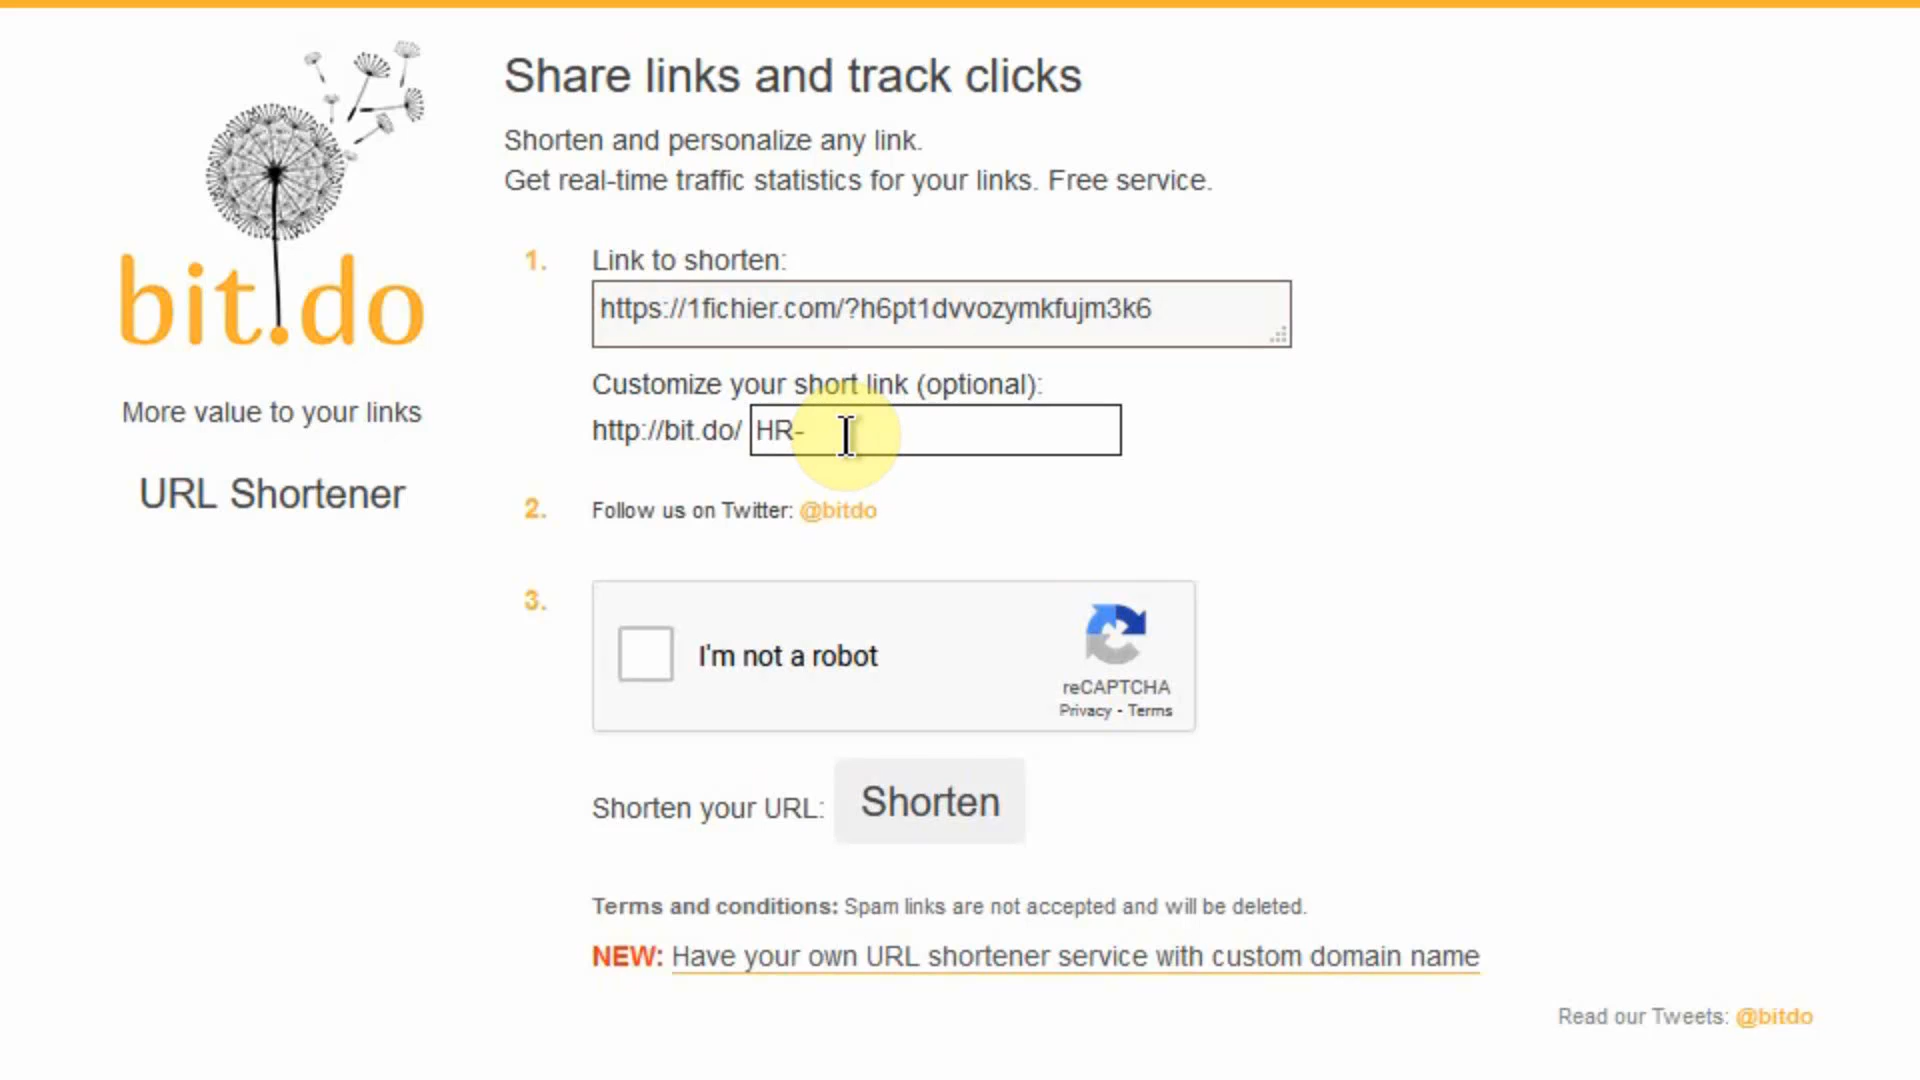 bit.do
More value to your links
URL Shortener
Share links and track clicks
Shorten and personalize any link.
Get real-time traffic statistics for your links. Free service.
1. Link to shorten:
https://1fichier.com/?h6pt1dvvozymkfujm3k6
Customize your short link (optional):
http://bit.do/ HR-
2. Follow us on Twitter: @bitdo
3. I'm not a robot
reCAPTCHA
Privacy - Terms
Shorten your URL: Shorten
Terms and conditions: Spam links are not accepted and will be deleted.
NEW: Have your own URL shortener service with custom domain name
Read our Tweets: @bitdo